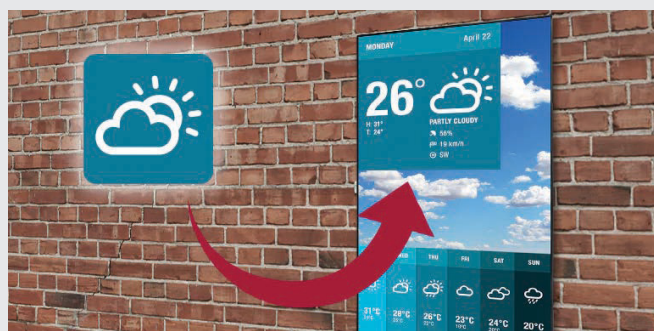 MONDAY April 22
26°
H: 31°
T: 24°
PARTLY CLOUDY
56%
19 km/h
SW
THU FRI SAT SUN
31°C 28°C 26°C 23°C 24°C 20°C